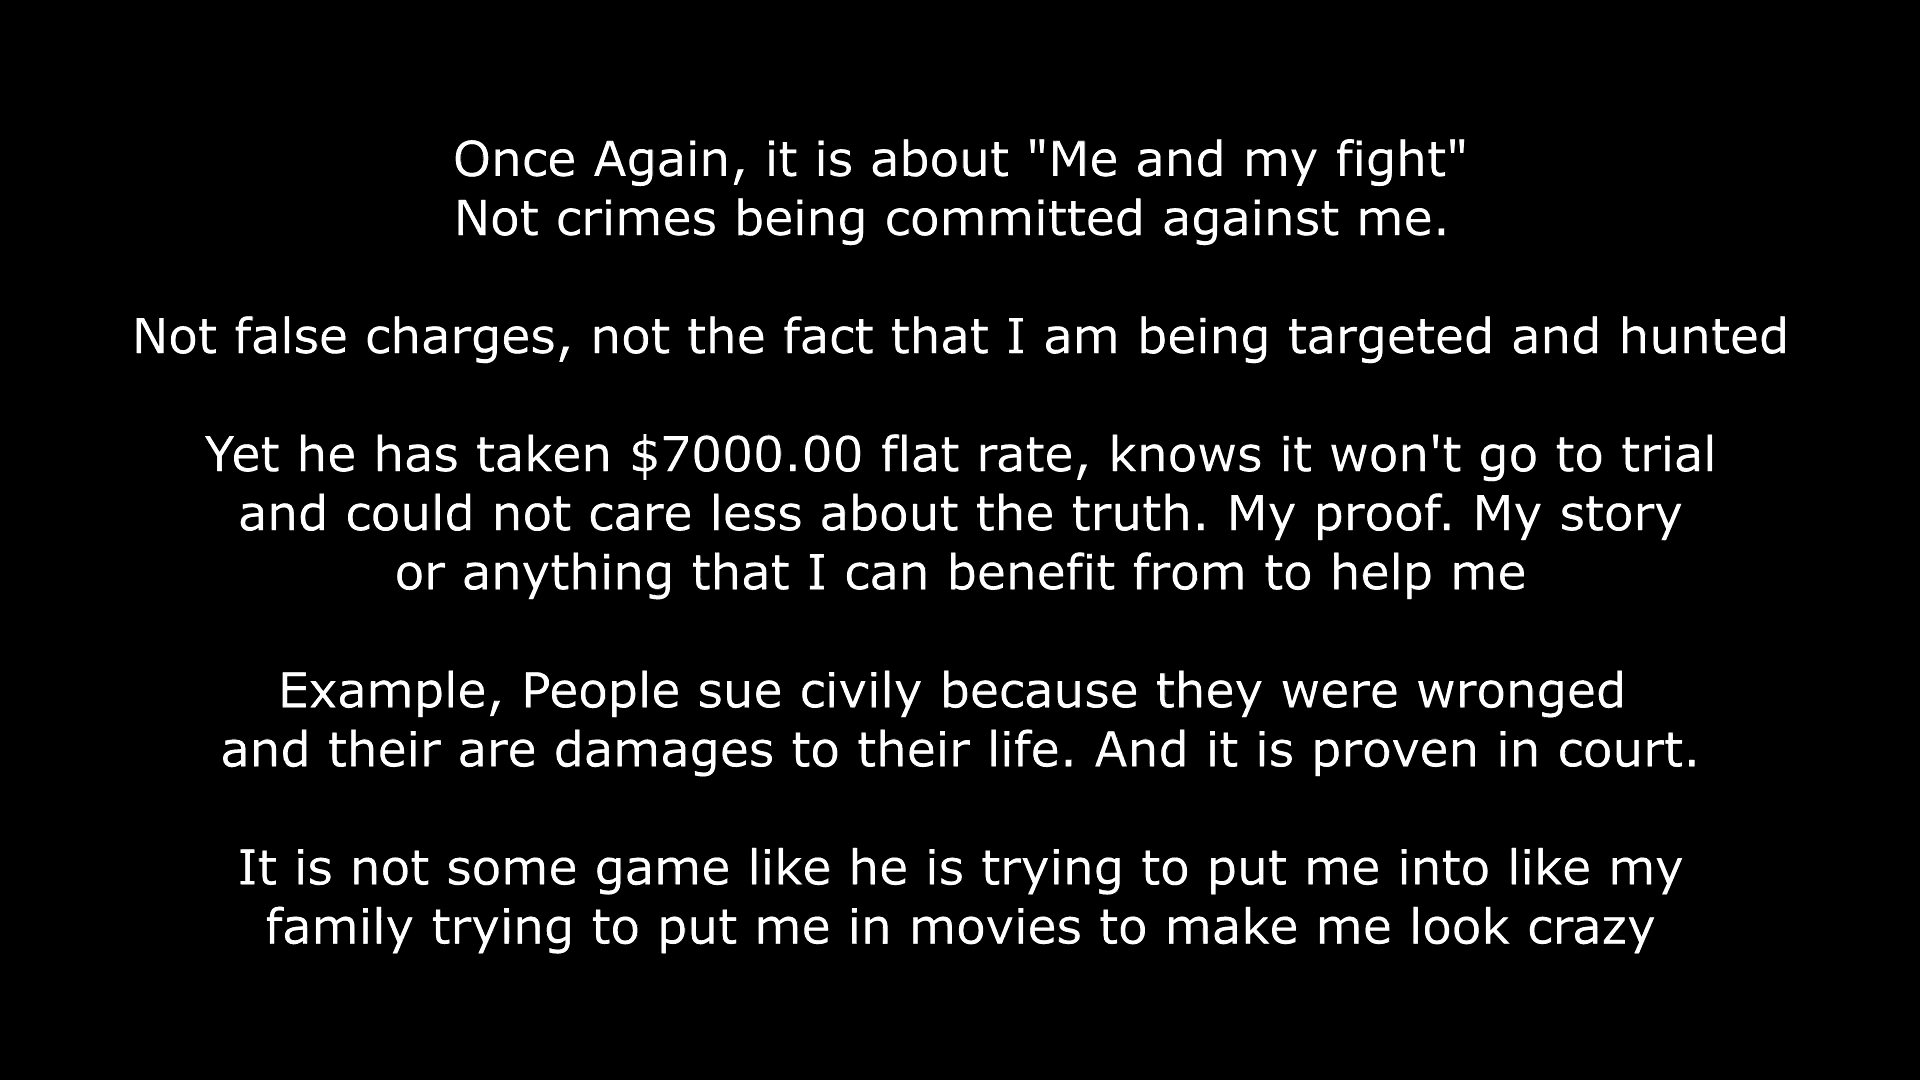 Once Again, it is about "Me and my fight"
Not crimes being committed against me.
Not false charges, not the fact that I am being targeted and hunted
Yet he has taken $7000.00 flat rate, knows it won't go to trial
and could not care less about the truth. My proof. My story
or anything that I can benefit from to help me
Example, People sue civily because they were wronged
and their are damages to their life. And it is proven in court.
It is not some game like he is trying to put me into like my
family trying to put me in movies to make me look crazy